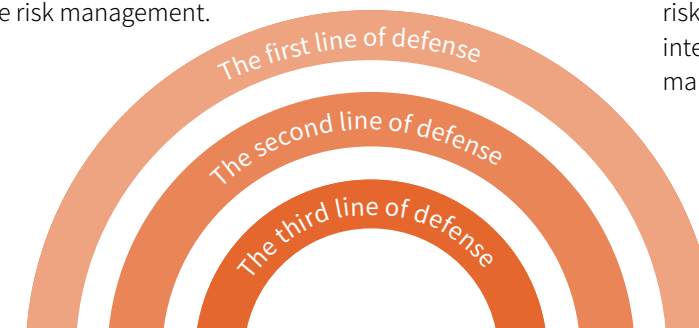 e risk management.
risk
inte
ma
The first line of defense
The second line of defense
The third line of defense